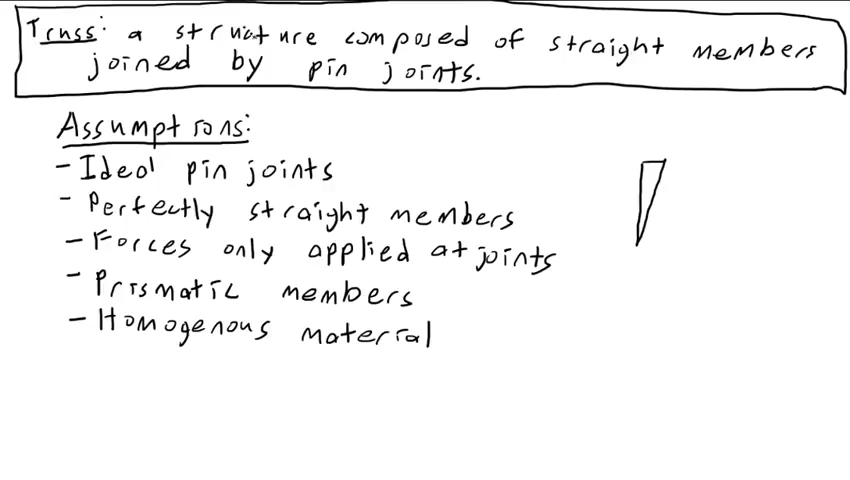 Truss: a structure composed of straight members
joined by pin joints.
Assumptions:
- Ideal pin joints
- Perfectly straight members
- Forces only applied at joints
- Prismatic members
- Homogenous material